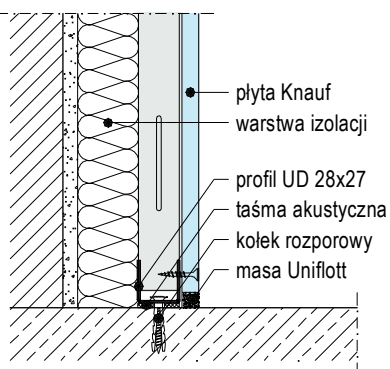 płyta Knauf
warstwa izolacji
profil UD 28x27
taśma akustyczna
kołek rozporowy
masa Uniflott